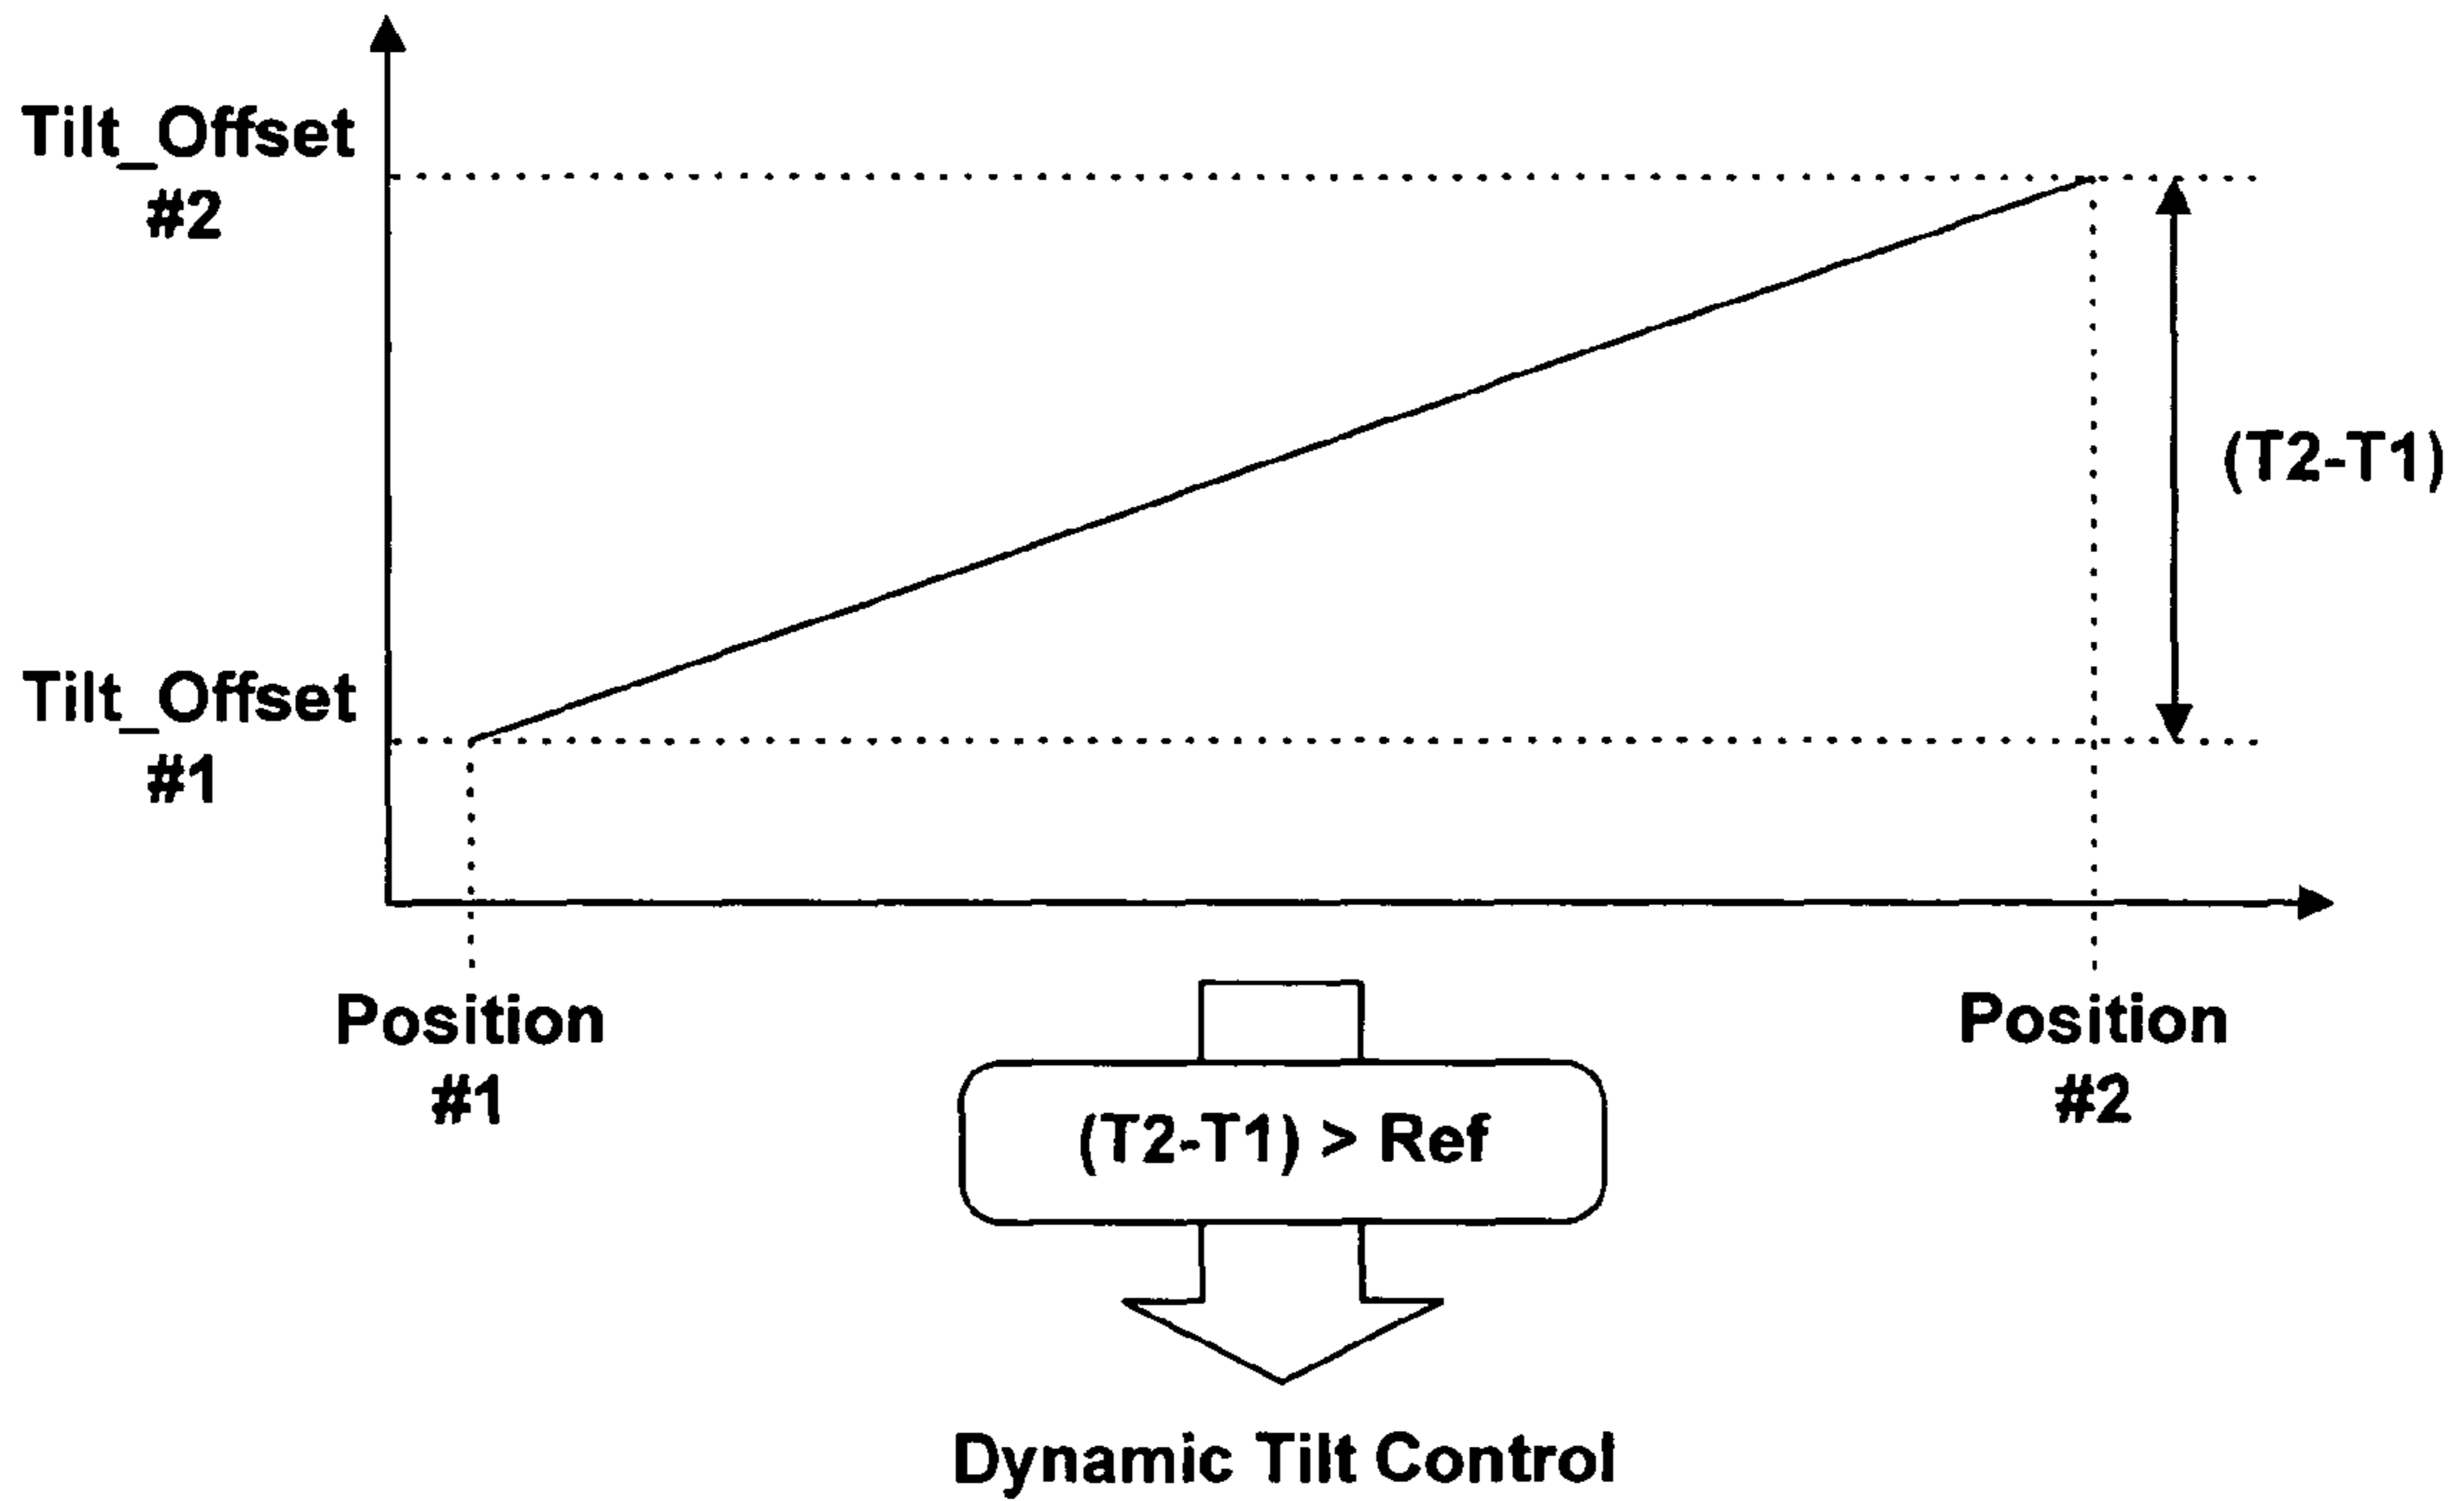 Tilt_Offset
#2
(T2-T1)
Tilt_Offset
#1
Position
#1
Position
#2
(T2-T1) > Ref
Dynamic Tilt Control